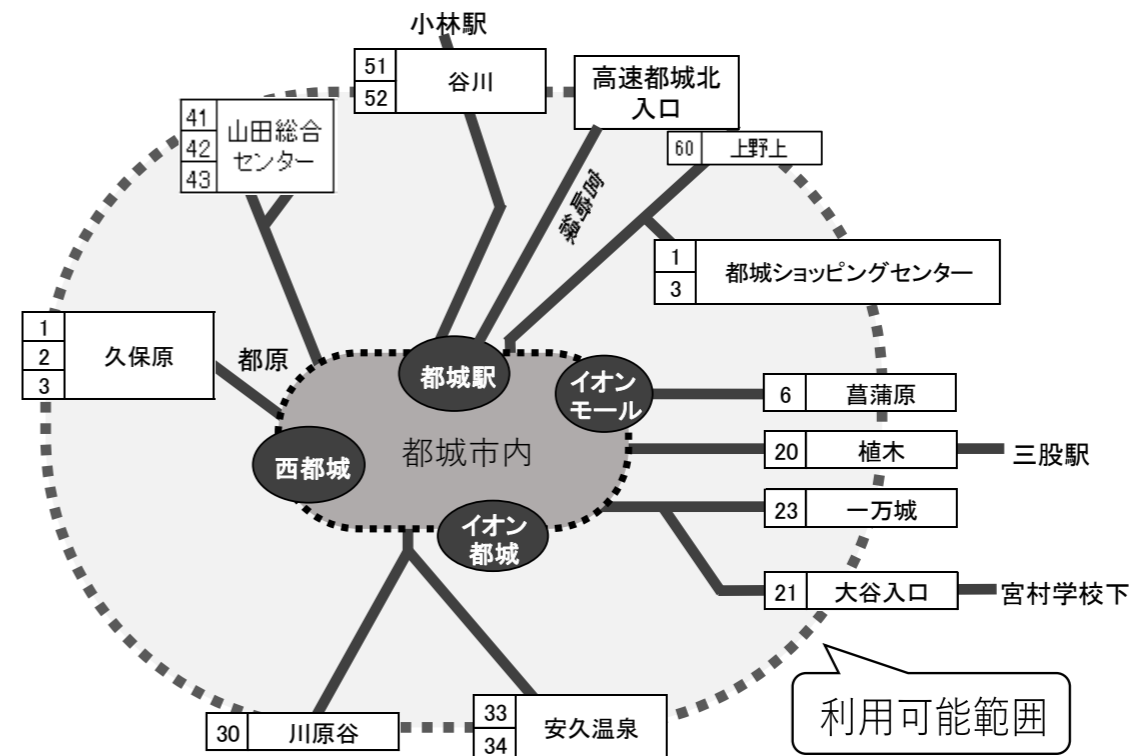 小林駅
51
52
谷川
高速都城北
入口
60
上野上
41
42
43
山田総合
センター
高崎線
1
3
都城ショッピングセンター
1
2
3
久保原
都原
都城駅
イオン
モール
6
菖蒲原
西都城
都城市内
20
植木
三股駅
23
一万城
イオン
都城
21
大谷入口
宮村学校下
利用可能範囲
30
川原谷
33
34
安久温泉